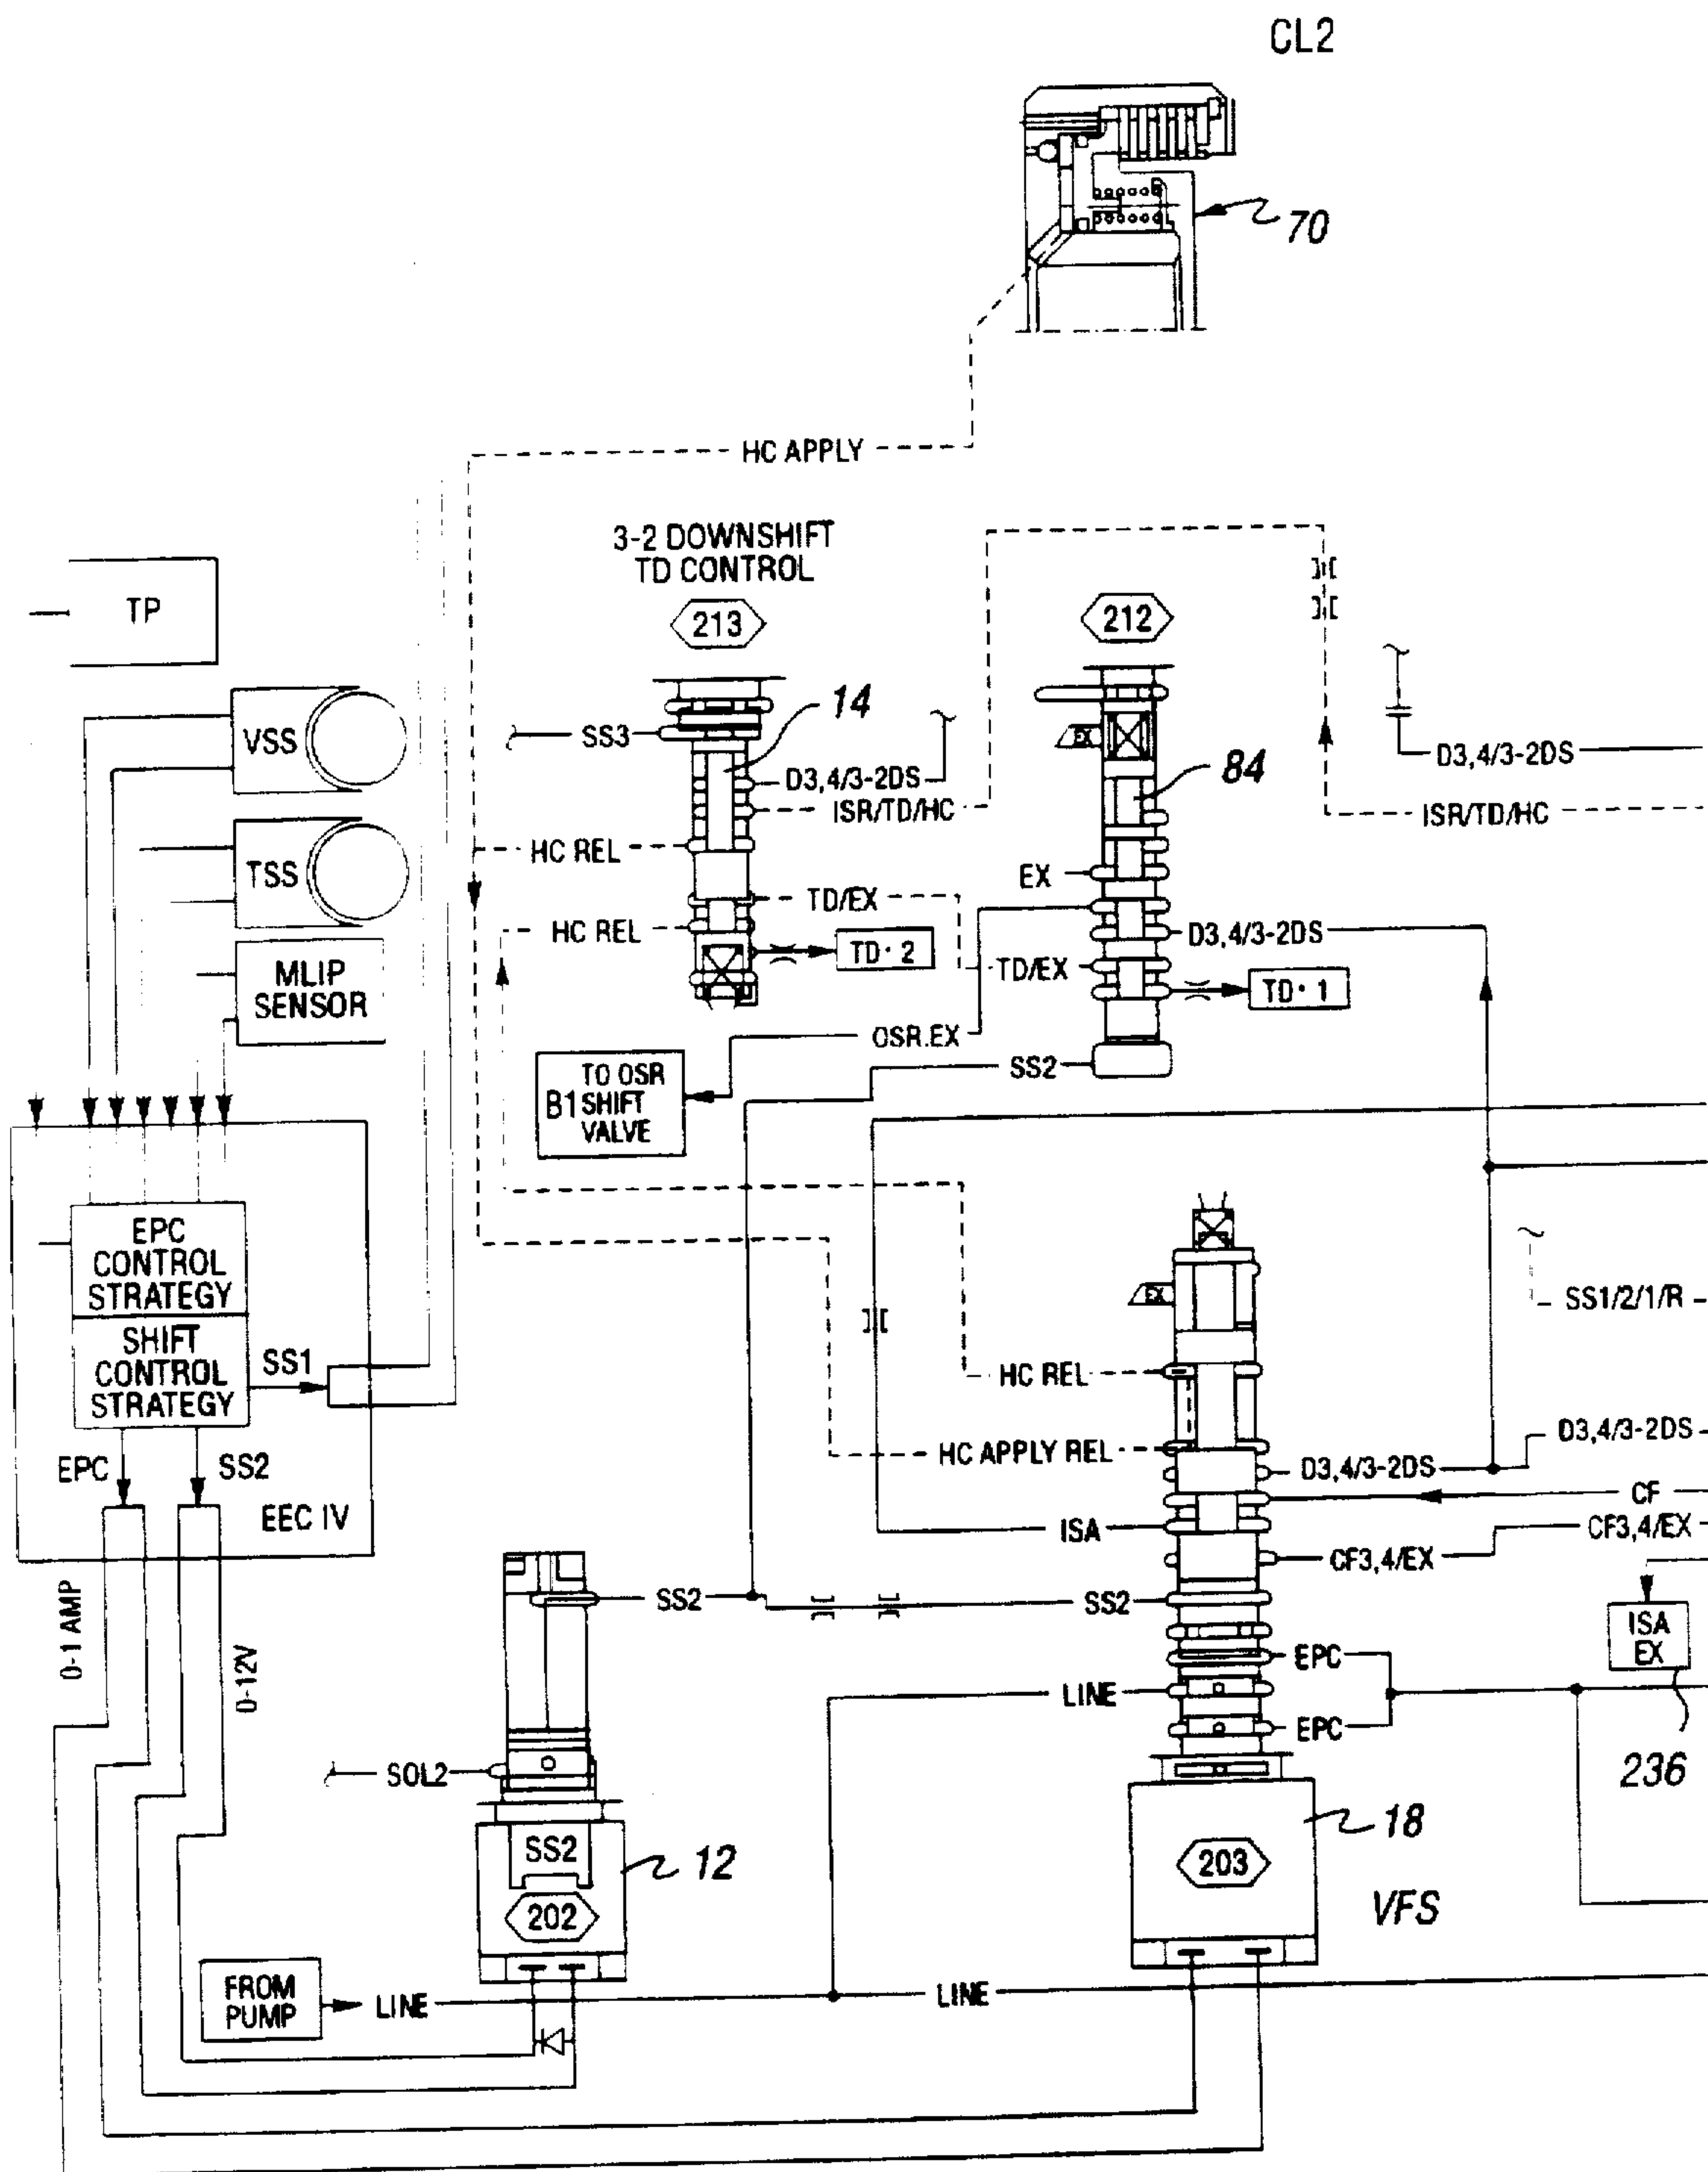 CL2
70
HC APPLY
3-2 DOWNSHIFT
TD CONTROL
213
212
TP
14
SS3
VSS
EX
D3,4/3-2DS
D3,4/3-2DS
84
ISR/TD/HC
ISR/TD/HC
HC REL
TSS
EX
TD/EX
HC REL
D3,4/3-2DS
TD · 2
TD/EX
MLIP
SENSOR
TD · 1
OSR.EX
SS2
B1
TO OSR
SHIFT
VALVE
EPC
CONTROL
STRATEGY
EX
SS1/2/1/R
SHIFT
CONTROL
STRATEGY
SS1
HC REL
HC APPLY REL
D3,4/3-2DS
D3,4/3-2DS
EPC
SS2
CF
EEC IV
ISA
CF3,4/EX
CF3,4/EX
0-1 AMP
0-12V
SS2
SS2
ISA
EX
EPC
LINE
EPC
SOL2
236
18
SS2
12
203
202
VFS
FROM
PUMP
LINE
LINE